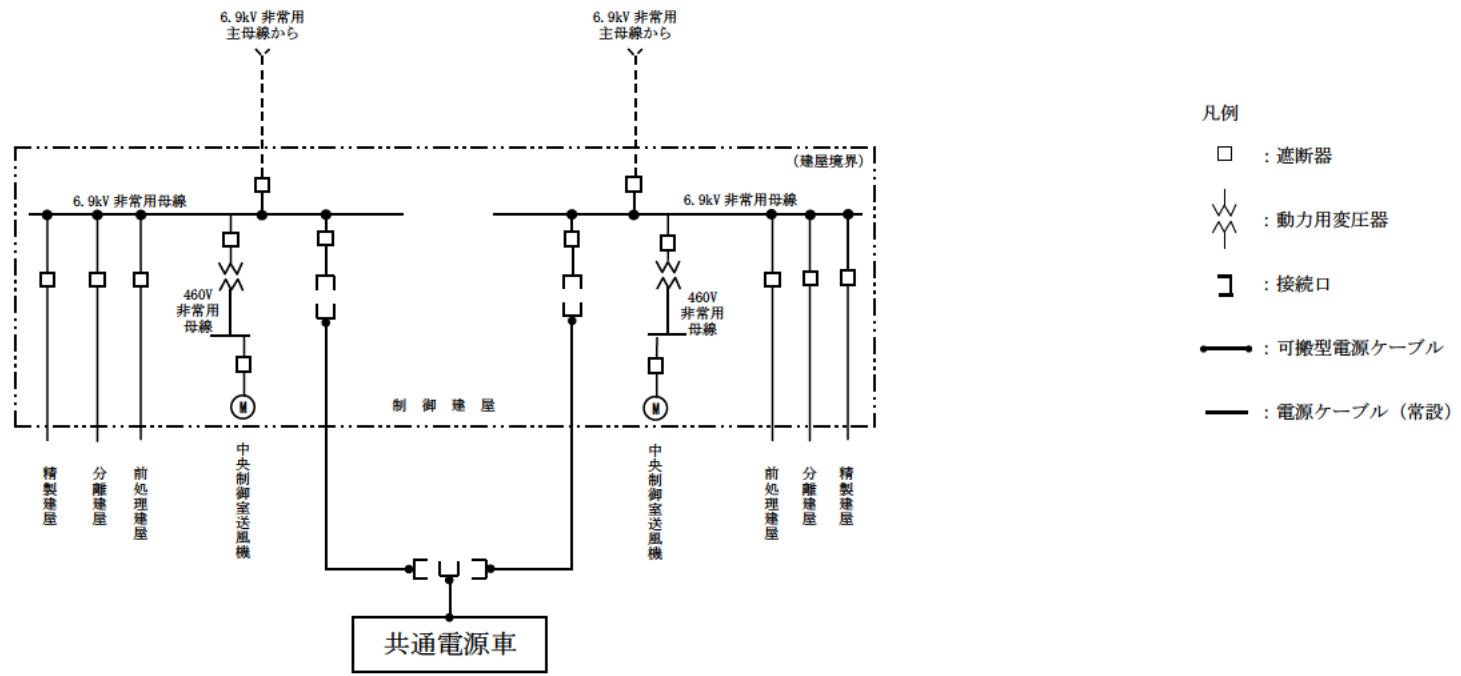 6.9kV 非常用
主母線から
6.9kV 非常用
主母線から
(建屋境界)
6.9kV 非常用母線
6.9kV 非常用母線
460V
非常用
母線
460V
非常用
母線
M
制御建屋
M
精製建屋
分離建屋
前処理建屋
中央制御室送風機
中央制御室送風機
前処理建屋
分離建屋
精製建屋
共通電源車
凡例
:遮断器
:動力用変圧器
:接続口
:可搬型電源ケーブル
:電源ケーブル(常設)